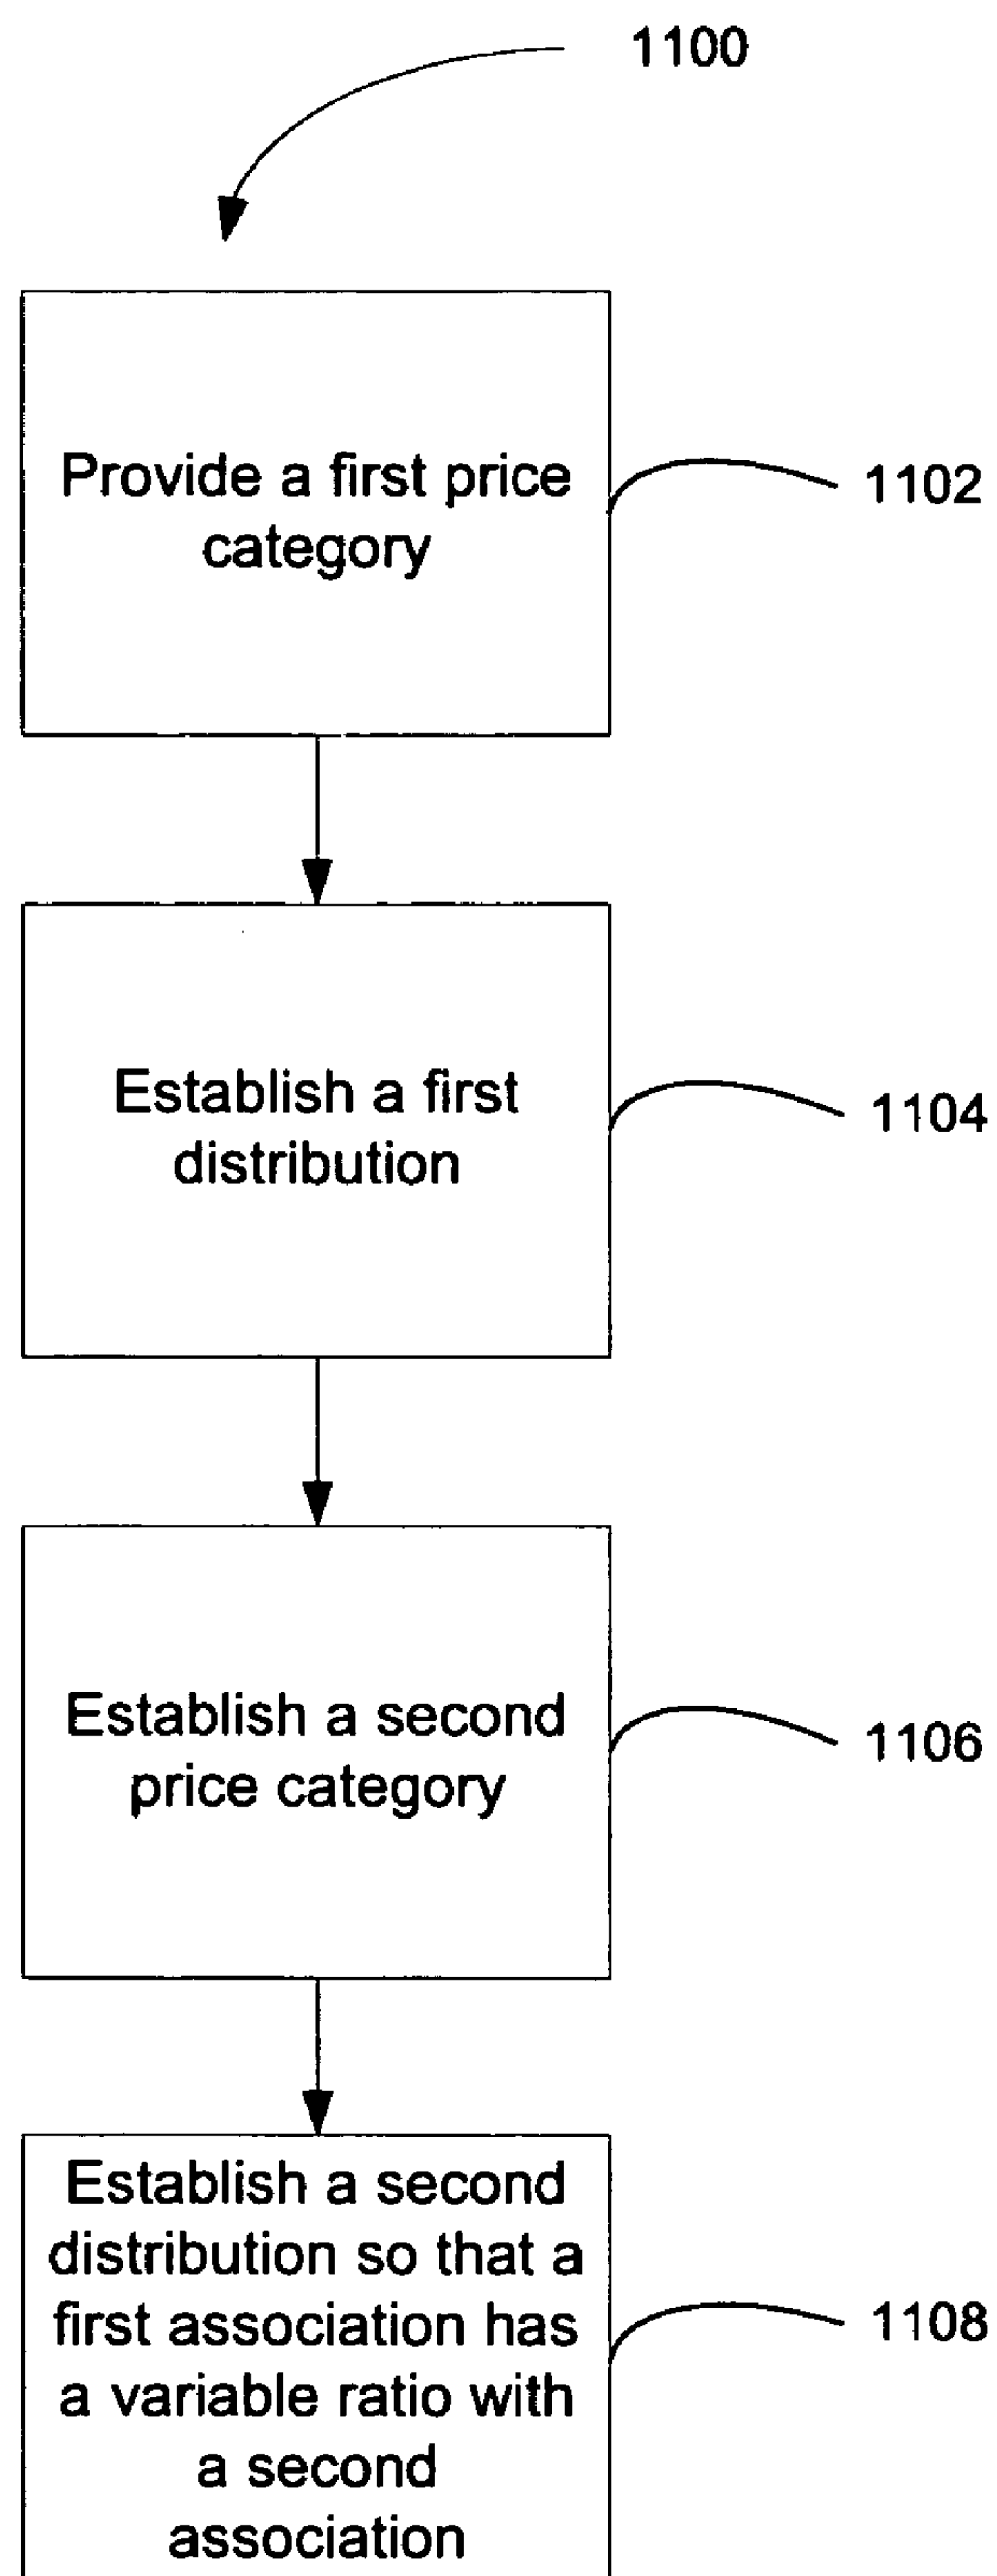 1100
Provide a first price
category
1102
Establish a first
distribution
1104
Establish a second
price category
1106
Establish a second
distribution so that a
first association has
a variable ratio with
a second
association
1108